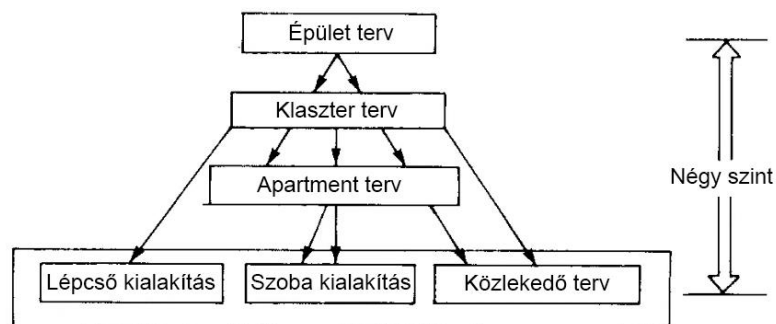 Épület terv
Klaszter terv
Apartment terv
Négy szint
Lépcső kialakítás
Szoba kialakítás
Közlekedő terv